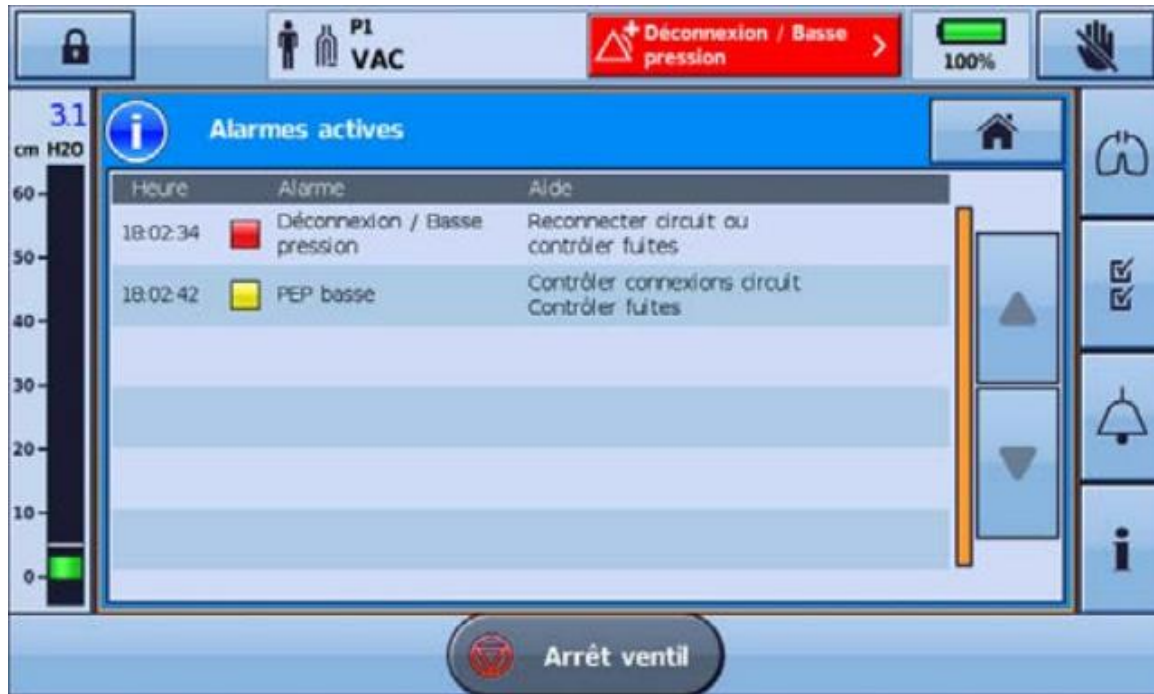 P1
VAC
Déconnexion / Basse
pression
100%
3.1
cm H2O
60
50
40
30
20
10
0
Alarmes actives
Heure Alarme Aide
18:02:34 Déconnexion / Basse Reconnecter circuit ou
pression contrôler fuites
18:02:42 PEP basse Contrôler connexions circuit
Contrôler fuites
Arrêt ventil